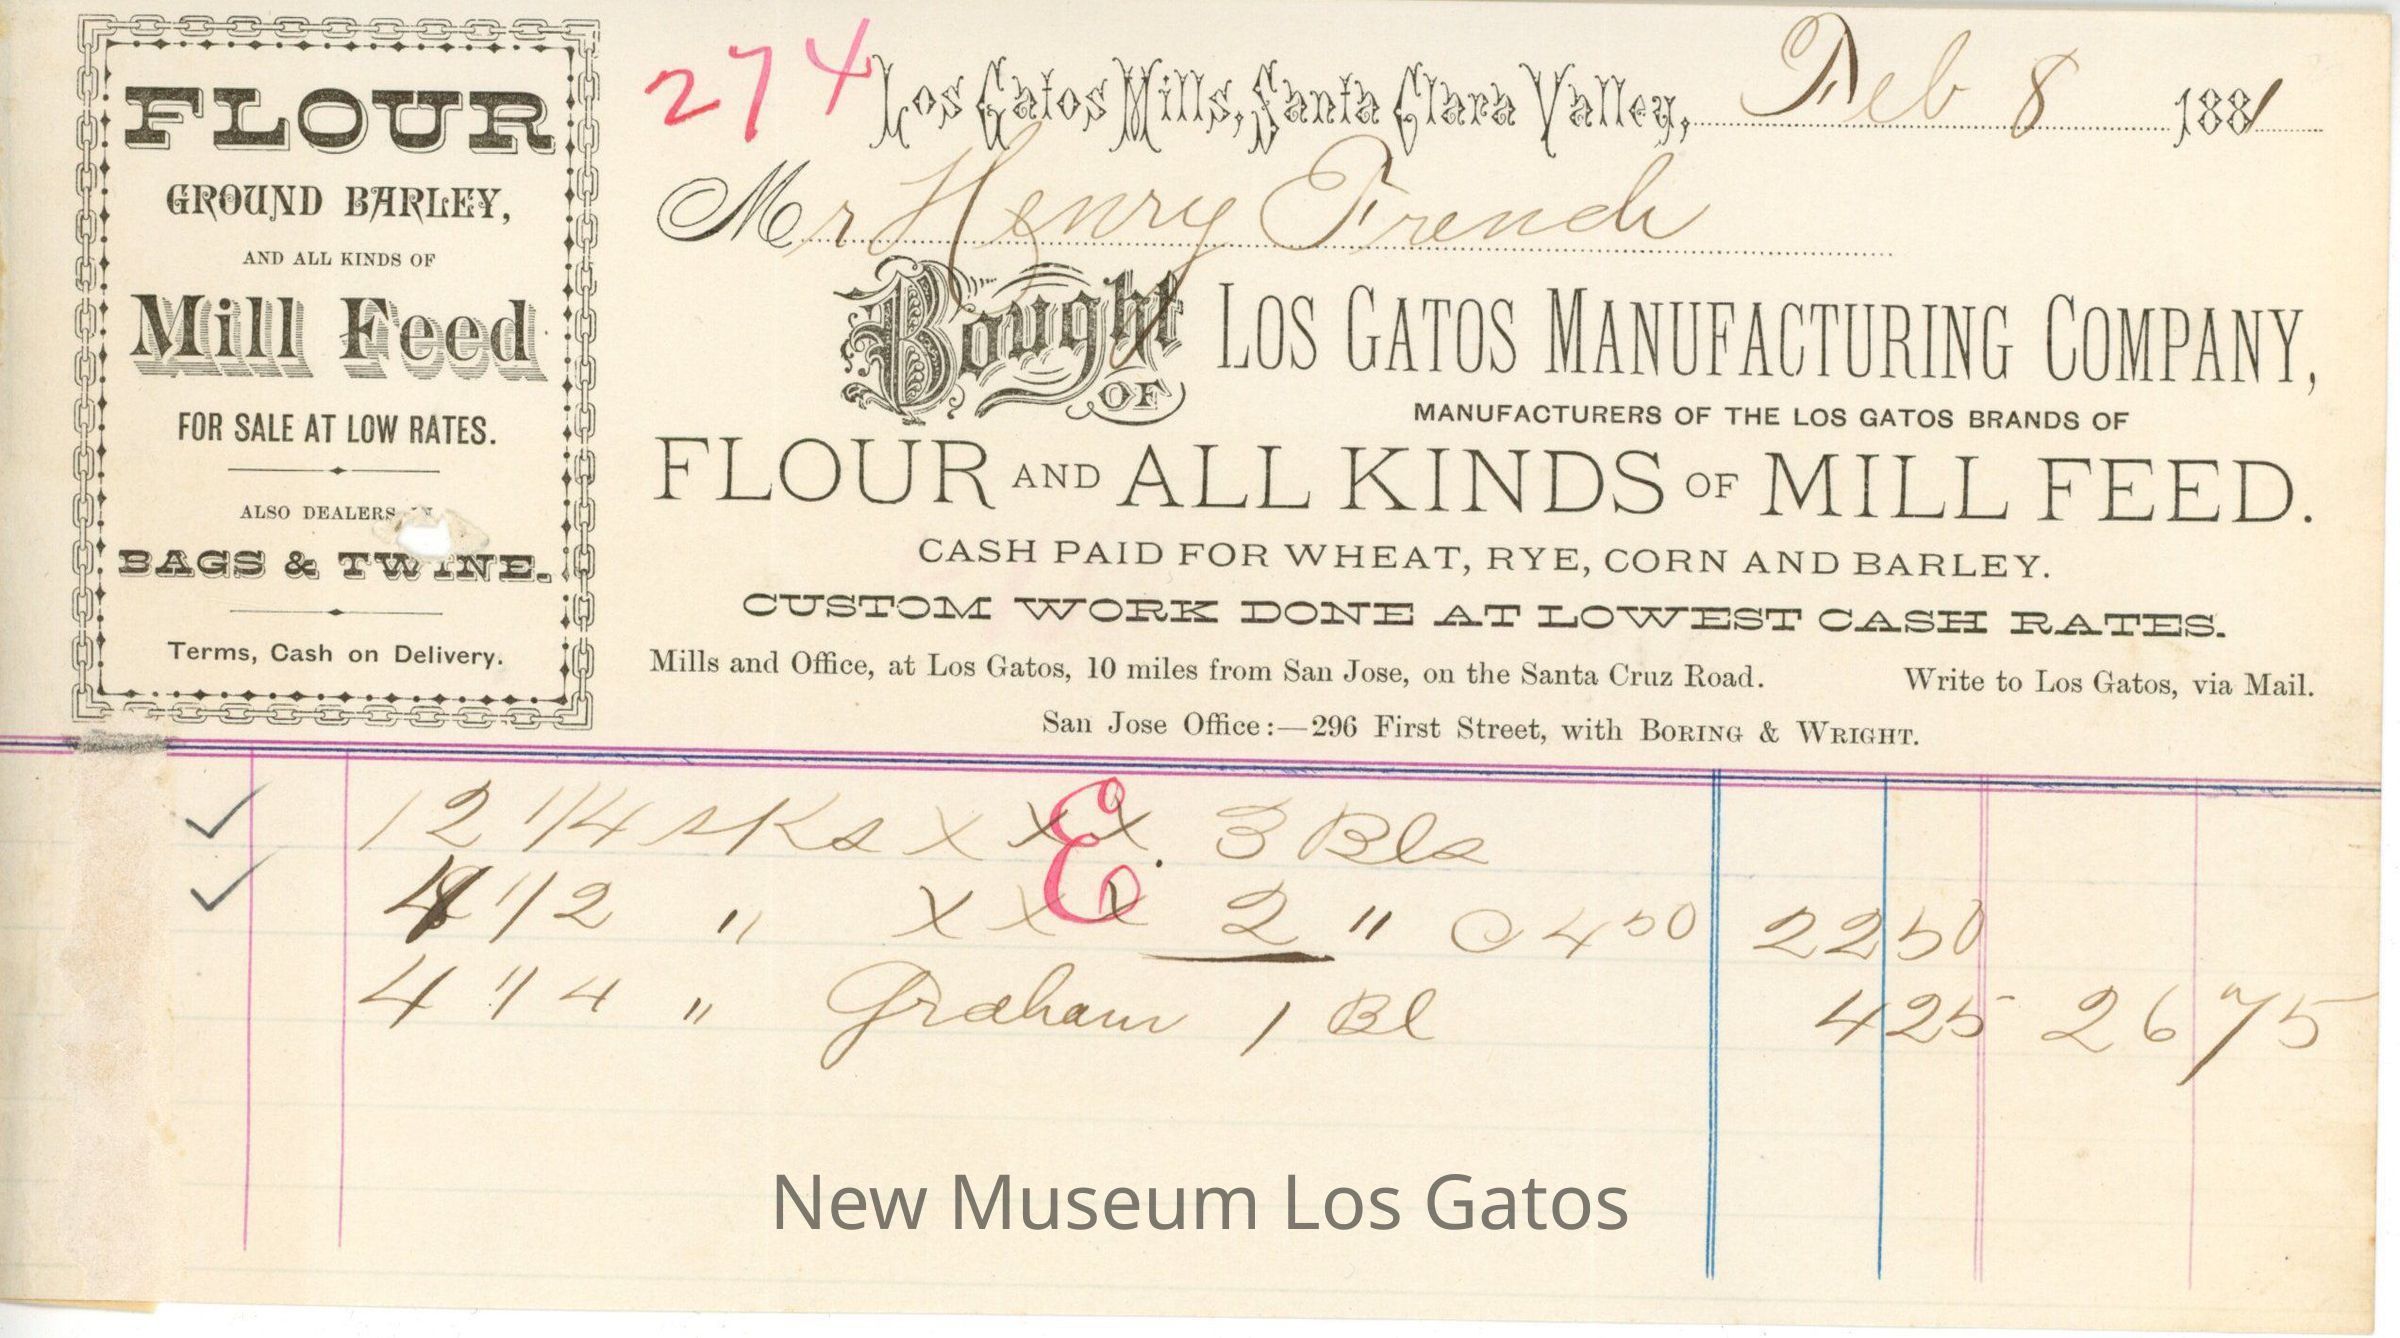 FLOUR
GROUND BARLEY,
AND ALL KINDS OF
Mill Feed
FOR SALE AT LOW RATES.
ALSO DEALERS IN
BAGS & TWINE.
Terms, Cash on Delivery.
274
Los Gatos Mills, Santa Clara Valley, Feb 8 1881
Mr Henry French
Bought OF LOS GATOS MANUFACTURING COMPANY,
MANUFACTURERS OF THE LOS GATOS BRANDS OF
FLOUR AND ALL KINDS OF MILL FEED.
CASH PAID FOR WHEAT, RYE, CORN AND BARLEY.
CUSTOM WORK DONE AT LOWEST CASH RATES.
Mills and Office, at Los Gatos, 10 miles from San Jose, on the Santa Cruz Road. Write to Los Gatos, via Mail.
San Jose Office:—296 First Street, with BORING & WRIGHT.
E
12 1/4 sks XXX. 3 Bls
4 1/2 " XXX 2 " @ 4 50 22 50
4 1/4 " Graham 1 Bl 4 25 26 75
New Museum Los Gatos